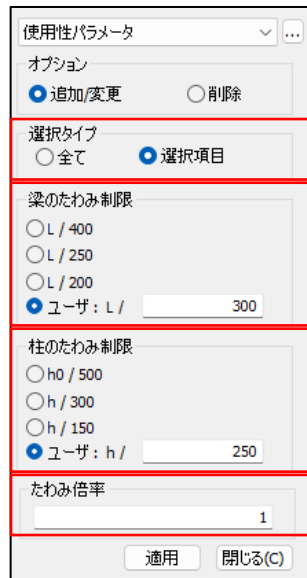 使用性パラメータ ...
オプション
追加/変更 削除
選択タイプ
全て 選択項目
梁のたわみ制限
L / 400
L / 250
L / 200
ユーザ: L / 300
柱のたわみ制限
h0 / 500
h / 300
h / 150
ユーザ: h / 250
たわみ倍率
1
適用 閉じる(C)